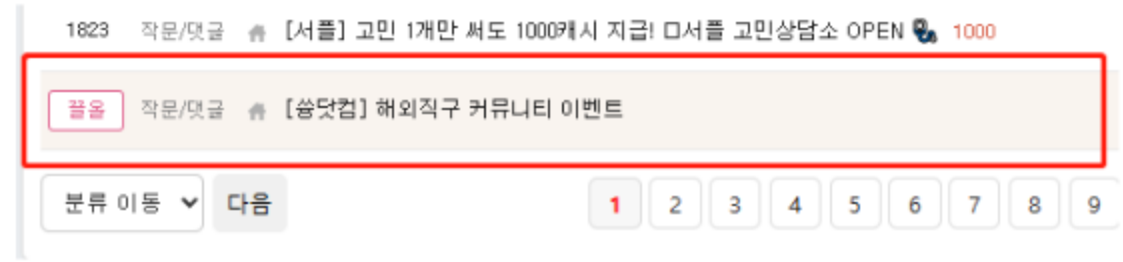 1823 작문/댓글 [서플] 고민 1개만 써도 1000캐시 지급! □서플 고민상담소 OPEN 1000
끌올 작문/댓글 [쓩닷컴] 해외직구 커뮤니티 이벤트
분류 이동 다음 1 2 3 4 5 6 7 8 9